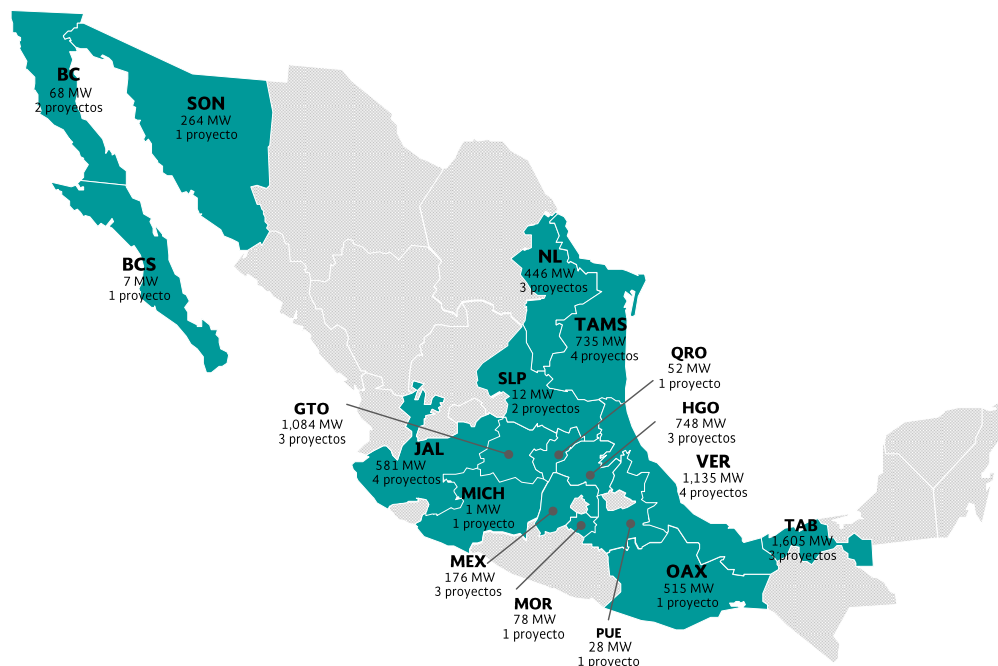 BC
68 MW
2 proyectos
SON
264 MW
1 proyecto
BCS
7 MW
1 proyecto
NL
446 MW
3 proyectos
TAMS
735 MW
4 proyectos
QRO
52 MW
1 proyecto
SLP
12 MW
2 proyectos
GTO
1,084 MW
3 proyectos
HGO
748 MW
3 proyectos
JAL
581 MW
4 proyectos
VER
1,135 MW
4 proyectos
MICH
1 MW
1 proyecto
TAB
1,605 MW
3 proyectos
MEX
176 MW
3 proyectos
OAX
515 MW
1 proyecto
MOR
78 MW
1 proyecto
PUE
28 MW
1 proyecto